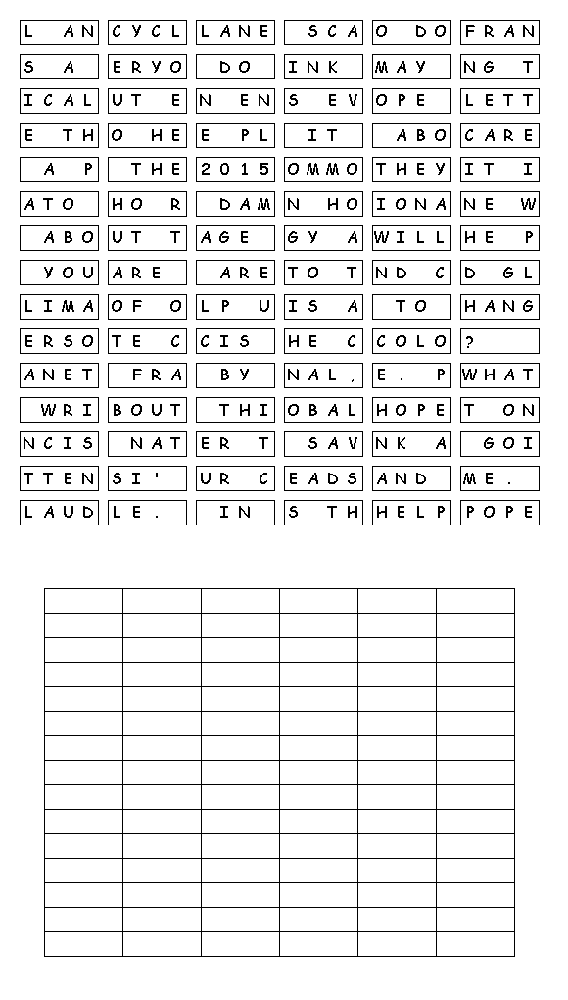 L  AN CYCL LANE  SCA O DO FRAN
S A ERYO  DO INK MAY NG T
ICAL UT E N EN S EV OPE LETT
E TH O HE E PL  IT  ABO CARE
 A P  THE 2015 OMMO THEY IT I
ATO HO R  DAM N HO IONA NE W
 ABO UT T AGE GY A WILL HE P
 YOU ARE  ARE TO T ND C D GL
LIMA OF O LP U IS A  TO HANG
ERSO TE C CIS HE C COLO ?
ANET  FRA  BY NAL, E. P WHAT
 WRI BOUT  THI OBAL HOPE T ON
NCIS  NAT ER T  SAV NK A  GOI
TTEN SI' UR C EADS AND ME.
LAUD LE.  IN S TH HELP POPE